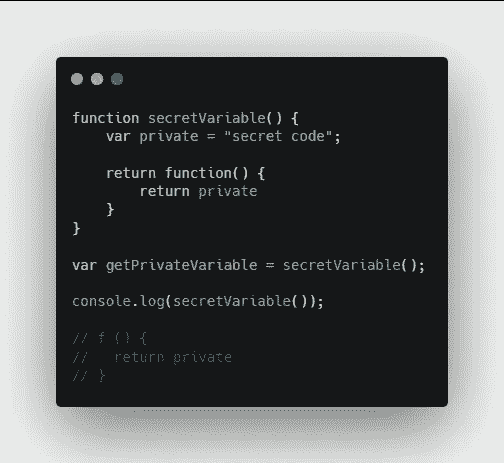 function secretVariable() {
    var private = "secret code";

    return function() {
        return private
    }
}

var getPrivateVariable = secretVariable();

console.log(secretVariable());

// f () {
//   return private
// }